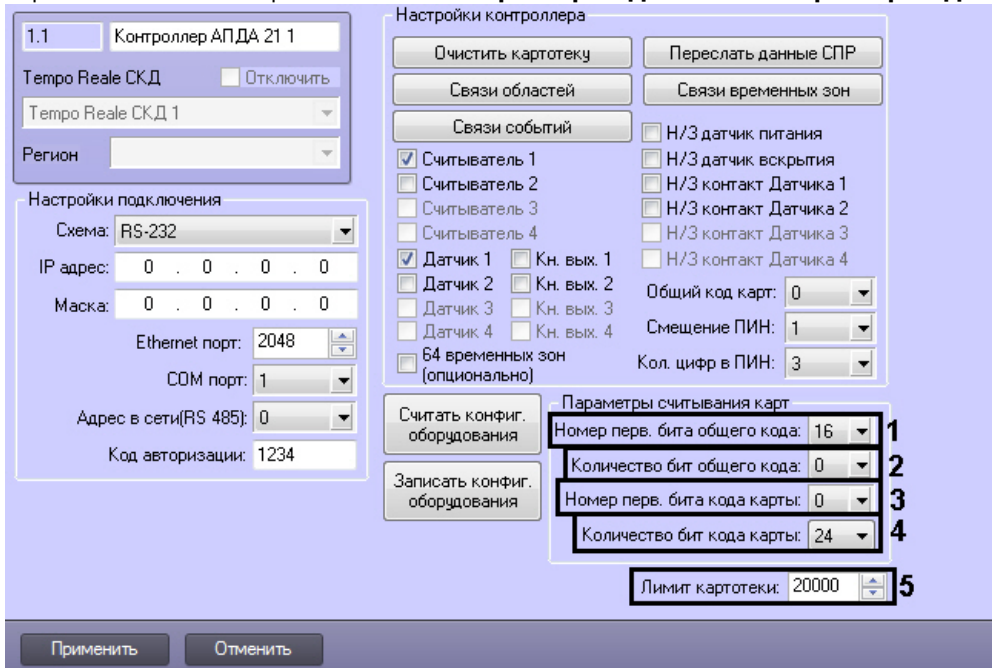 1.1 Контроллер АПДА 21 1
Tempo Reale СКД Отключить
Tempo Reale СКД 1
Регион
Настройки подключения
Схема: RS-232
IP адрес: 0 . 0 . 0 . 0
Маска: 0 . 0 . 0 . 0
Ethernet порт: 2048
COM порт: 1
Адрес в сети(RS 485): 0
Код авторизации: 1234
Настройки контроллера
Очистить картотеку Переслать данные СПР
Связи областей Связи временных зон
Связи событий
Н/З датчик питания
Считыватель 1 Н/З датчик вскрытия
Считыватель 2 Н/З контакт Датчика 1
Считыватель 3 Н/З контакт Датчика 2
Считыватель 4 Н/З контакт Датчика 3
Датчик 1 Кн. вых. 1 Н/З контакт Датчика 4
Датчик 2 Кн. вых. 2
Датчик 3 Кн. вых. 3
Датчик 4 Кн. вых. 4
64 временных зон
(опционально)
Общий код карт: 0
Смещение ПИН: 1
Кол. цифр в ПИН: 3
Считать конфиг.
оборудования
Записать конфиг.
оборудования
Параметры считывания карт
Номер перв. бита общего кода: 16 1
Количество бит общего кода: 0 2
Номер перв. бита кода карты: 0 3
Количество бит кода карты: 24 4
Лимит картотеки: 20000 5
Применить Отменить